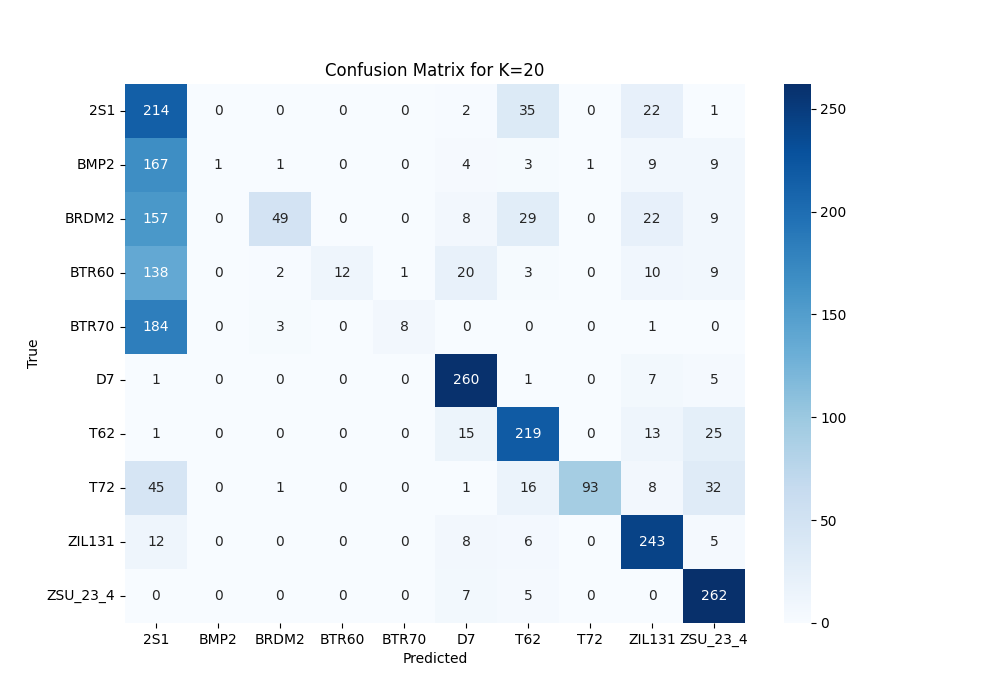 Confusion Matrix for K=20
2S1 214 0 0 0 0 2 35 0 22 1
BMP2 167 1 1 0 0 4 3 1 9 9
BRDM2 157 0 49 0 0 8 29 0 22 9
BTR60 138 0 2 12 1 20 3 0 10 9
BTR70 184 0 3 0 8 0 0 0 1 0
D7 1 0 0 0 0 260 1 0 7 5
T62 1 0 0 0 0 15 219 0 13 25
T72 45 0 1 0 0 1 16 93 8 32
ZIL131 12 0 0 0 0 8 6 0 243 5
ZSU_23_4 0 0 0 0 0 7 5 0 0 262
2S1 BMP2 BRDM2 BTR60 BTR70 D7 T62 T72 ZIL131 ZSU_23_4
Predicted
True
250
200
150
100
50
0